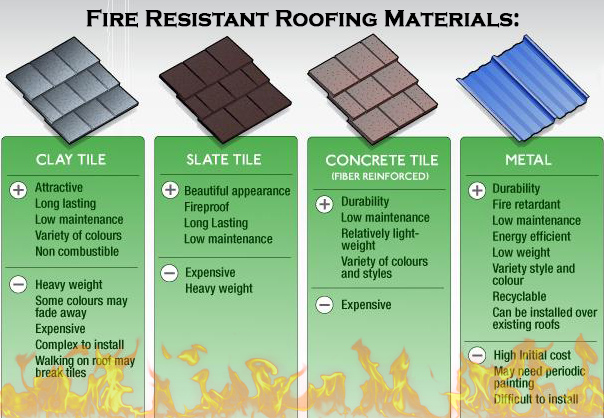 FIRE RESISTANT ROOFING MATERIALS:
CLAY TILE
+ Attractive
Long lasting
Low maintenance
Variety of colours
Non combustible
− Heavy weight
Some colours may
fade away
Expensive
Complex to install
Walking on roof may
break tiles
SLATE TILE
+ Beautiful appearance
Fireproof
Long Lasting
Low maintenance
− Expensive
Heavy weight
CONCRETE TILE
(FIBER REINFORCED)
+ Durability
Low maintenance
Relatively light-
weight
Variety of colours
and styles
− Expensive
METAL
+ Durability
Fire retardant
Low maintenance
Energy efficient
Low weight
Variety style and
colour
Recyclable
Can be installed over
existing roofs
− High Initial cost
May need periodic
painting
Difficult to install